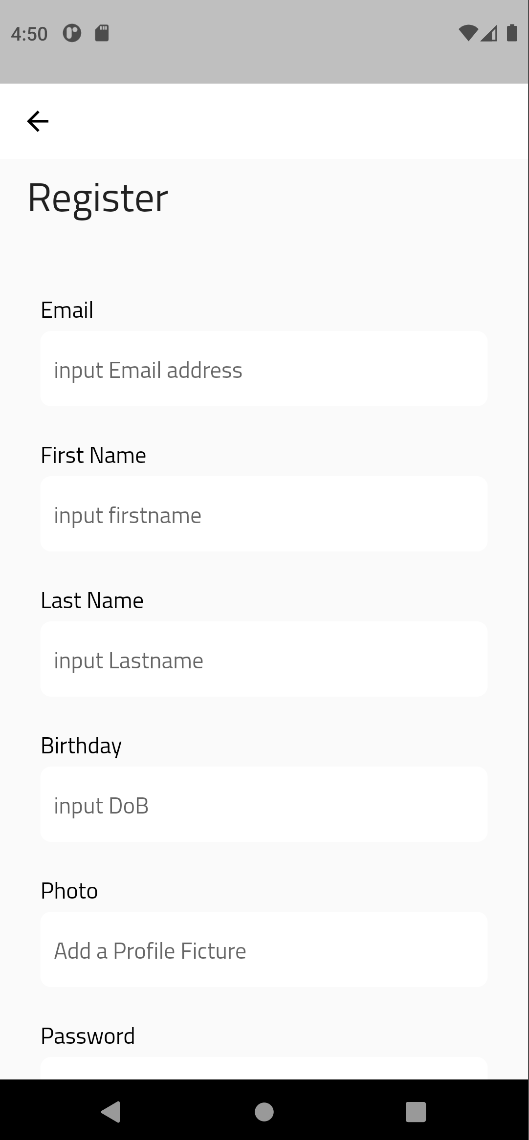 4:50
Register
Email
input Email address
First Name
input firstname
Last Name
input Lastname
Birthday
input DoB
Photo
Add a Profile Ficture
Password